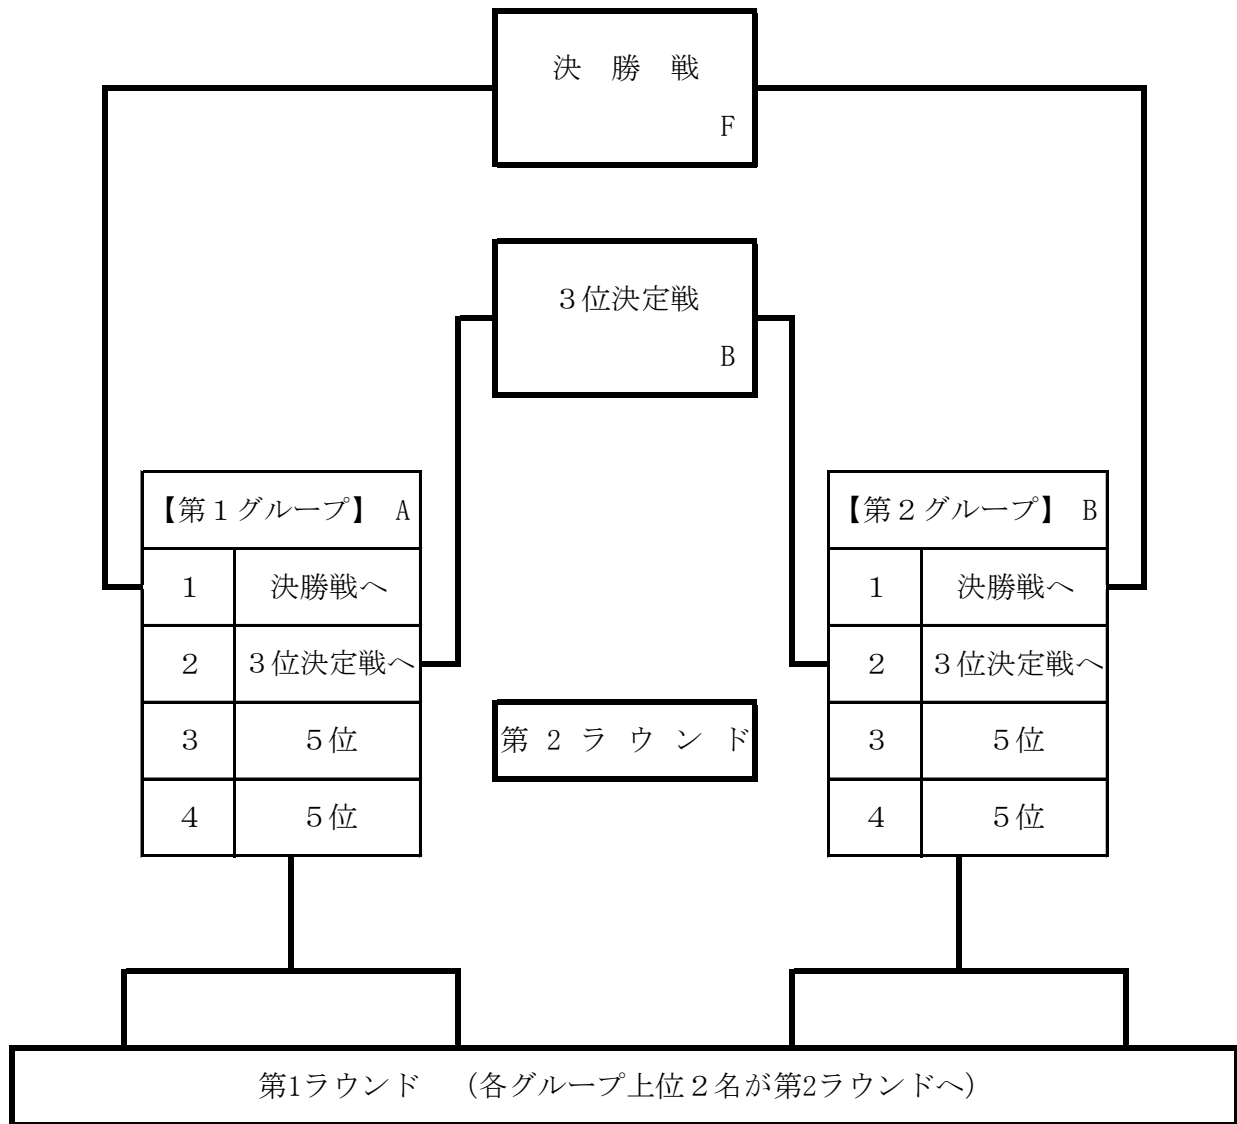 決 勝 戦
F
３位決定戦
B
【第１グループ】 A
1 決勝戦へ
2 ３位決定戦へ
3 ５位
4 ５位
【第２グループ】 B
1 決勝戦へ
2 ３位決定戦へ
3 ５位
4 ５位
第 2 ラ ウ ン ド
第1ラウンド （各グループ上位２名が第2ラウンドへ）